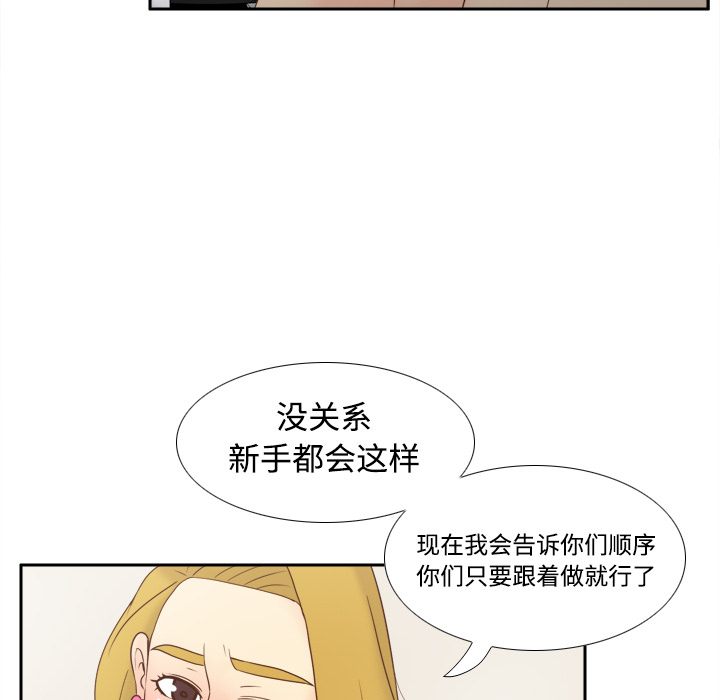 没关系
新手都会这样
现在我会告诉你们顺序
你们只要跟着做就行了